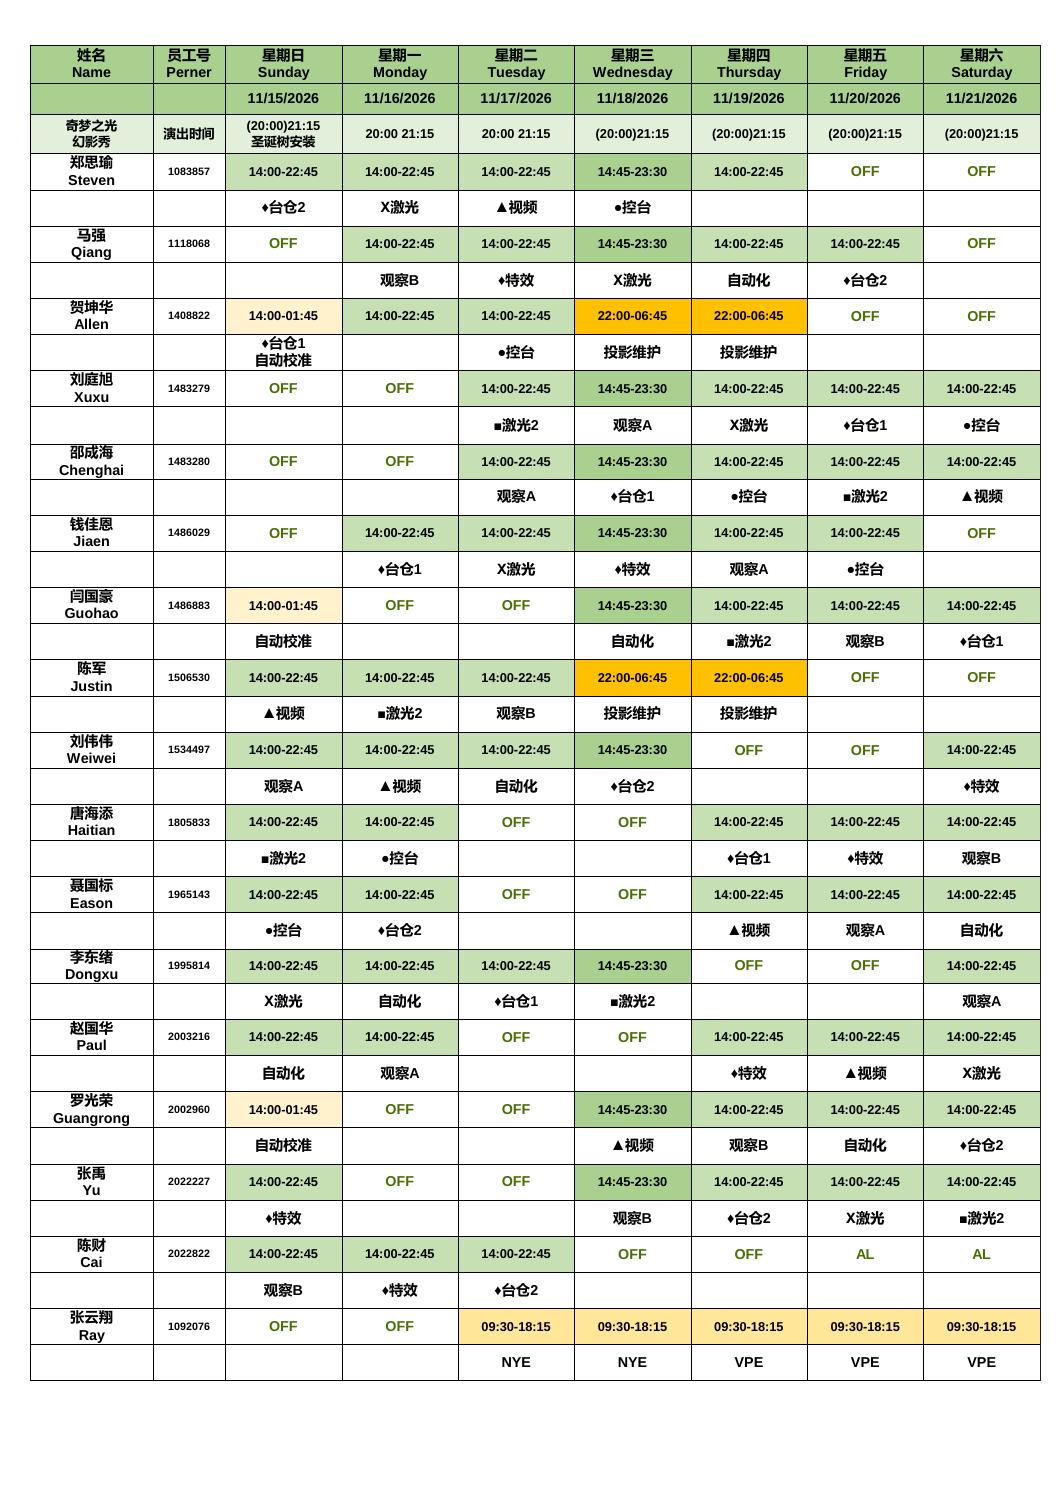 姓名 员工号 星期日 星期一 星期二 星期三 星期四 星期五 星期六
Name Perner Sunday Monday Tuesday Wednesday Thursday Friday Saturday
11/15/2026 11/16/2026 11/17/2026 11/18/2026 11/19/2026 11/20/2026 11/21/2026
奇梦之光 演出时间 (20:00)21:15 20:00 21:15 20:00 21:15 (20:00)21:15 (20:00)21:15 (20:00)21:15 (20:00)21:15
幻影秀 圣诞树安装
郑思瑜 1083857 14:00-22:45 14:00-22:45 14:00-22:45 14:45-23:30 14:00-22:45 OFF OFF
Steven
♦台仓2 X激光 ▲视频 ●控台
马强 1118068 OFF 14:00-22:45 14:00-22:45 14:45-23:30 14:00-22:45 14:00-22:45 OFF
Qiang
观察B ♦特效 X激光 自动化 ♦台仓2
贺坤华 1408822 14:00-01:45 14:00-22:45 14:00-22:45 22:00-06:45 22:00-06:45 OFF OFF
Allen
♦台仓1 ●控台 投影维护 投影维护
自动校准
刘庭旭 1483279 OFF OFF 14:00-22:45 14:45-23:30 14:00-22:45 14:00-22:45 14:00-22:45
Xuxu
■激光2 观察A X激光 ♦台仓1 ●控台
邵成海 1483280 OFF OFF 14:00-22:45 14:45-23:30 14:00-22:45 14:00-22:45 14:00-22:45
Chenghai
观察A ♦台仓1 ●控台 ■激光2 ▲视频
钱佳恩 1486029 OFF 14:00-22:45 14:00-22:45 14:45-23:30 14:00-22:45 14:00-22:45 OFF
Jiaen
♦台仓1 X激光 ♦特效 观察A ●控台
闫国豪 1486883 14:00-01:45 OFF OFF 14:45-23:30 14:00-22:45 14:00-22:45 14:00-22:45
Guohao
自动校准 自动化 ■激光2 观察B ♦台仓1
陈军 1506530 14:00-22:45 14:00-22:45 14:00-22:45 22:00-06:45 22:00-06:45 OFF OFF
Justin
▲视频 ■激光2 观察B 投影维护 投影维护
刘伟伟 1534497 14:00-22:45 14:00-22:45 14:00-22:45 14:45-23:30 OFF OFF 14:00-22:45
Weiwei
观察A ▲视频 自动化 ♦台仓2 ♦特效
唐海添 1805833 14:00-22:45 14:00-22:45 OFF OFF 14:00-22:45 14:00-22:45 14:00-22:45
Haitian
■激光2 ●控台 ♦台仓1 ♦特效 观察B
聂国标 1965143 14:00-22:45 14:00-22:45 OFF OFF 14:00-22:45 14:00-22:45 14:00-22:45
Eason
●控台 ♦台仓2 ▲视频 观察A 自动化
李东绪 1995814 14:00-22:45 14:00-22:45 14:00-22:45 14:45-23:30 OFF OFF 14:00-22:45
Dongxu
X激光 自动化 ♦台仓1 ■激光2 观察A
赵国华 2003216 14:00-22:45 14:00-22:45 OFF OFF 14:00-22:45 14:00-22:45 14:00-22:45
Paul
自动化 观察A ♦特效 ▲视频 X激光
罗光荣 2002960 14:00-01:45 OFF OFF 14:45-23:30 14:00-22:45 14:00-22:45 14:00-22:45
Guangrong
自动校准 ▲视频 观察B 自动化 ♦台仓2
张禹 2022227 14:00-22:45 OFF OFF 14:45-23:30 14:00-22:45 14:00-22:45 14:00-22:45
Yu
♦特效 观察B ♦台仓2 X激光 ■激光2
陈财 2022822 14:00-22:45 14:00-22:45 14:00-22:45 OFF OFF AL AL
Cai
观察B ♦特效 ♦台仓2
张云翔 1092076 OFF OFF 09:30-18:15 09:30-18:15 09:30-18:15 09:30-18:15 09:30-18:15
Ray
NYE NYE VPE VPE VPE